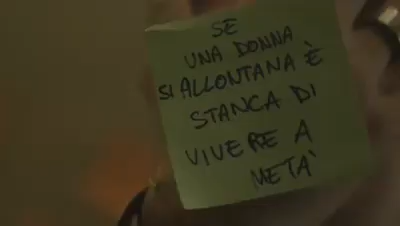 SE
UNA DONNA
SI ALLONTANA È
STANCA DI
VIVERE A
METÀ